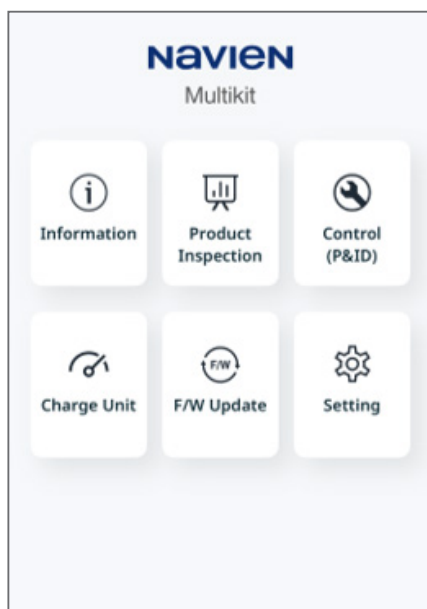 NAVIEN
Multikit
Information
Product
Inspection
Control
(P&ID)
Charge Unit
F/W
F/W Update
Setting